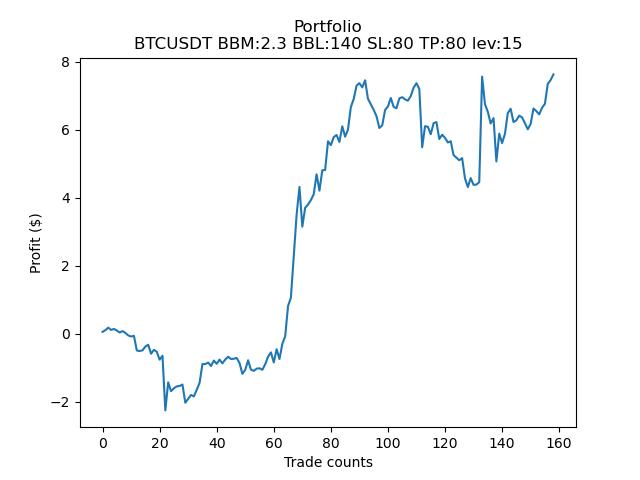 Portfolio
BTCUSDT BBM:2.3 BBL:140 SL:80 TP:80 lev:15
8
6
4
2
0
−2
Profit ($)
0 20 40 60 80 100 120 140 160
Trade counts